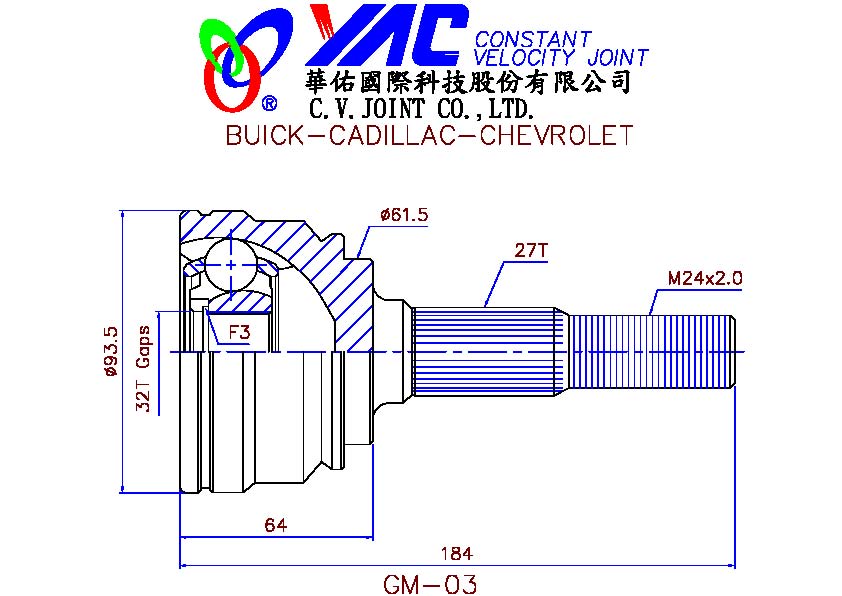 YAC CONSTANT
VELOCITY JOINT
®
華佑國際科技股份有限公司
C.V.JOINT CO.,LTD.
BUICK-CADILLAC-CHEVROLET
ø61.5
27T
M24x2.0
F3
ø93.5
32T Gaps
64
184
GM-03